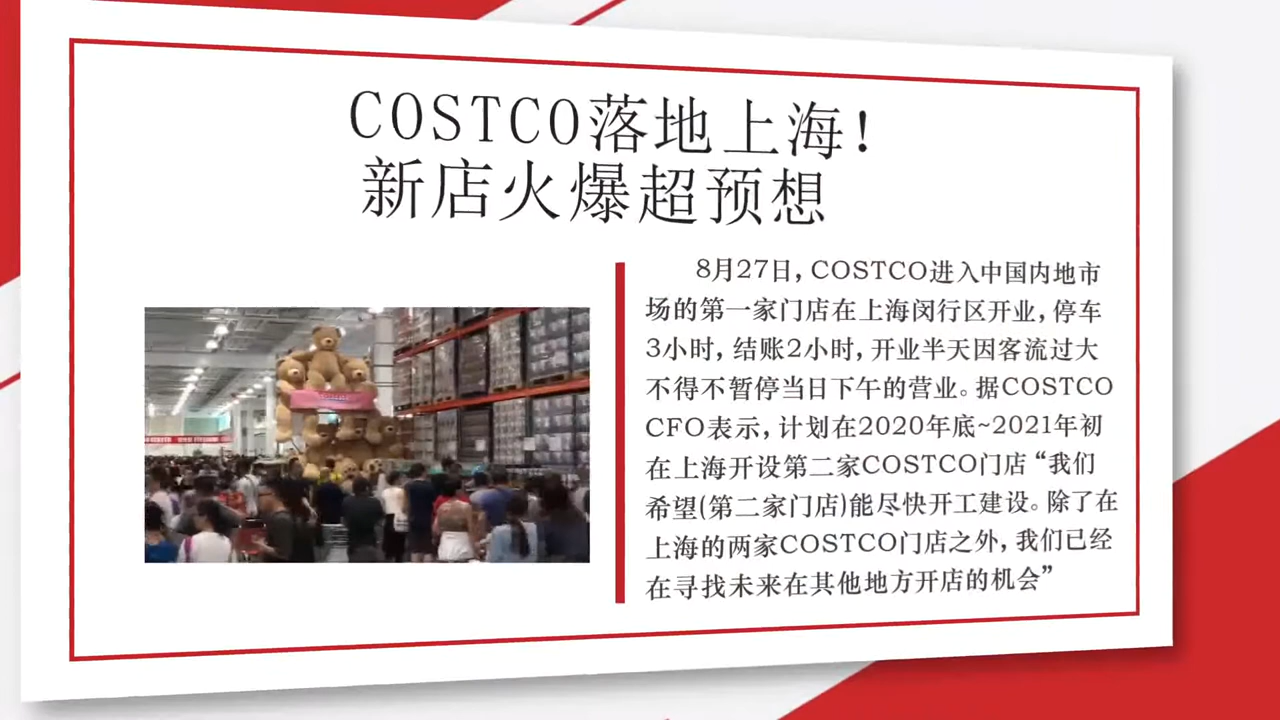 COSTCO落地上海!
新店火爆超预想
8月27日,COSTCO进入中国内地市
场的第一家门店在上海闵行区开业,停车
3小时,结账2小时,开业半天因客流过大
不得不暂停当日下午的营业。据COSTCO
CFO表示,计划在2020年底~2021年初
在上海开设第二家COSTCO门店“我们
希望(第二家门店)能尽快开工建设。除了在
上海的两家COSTCO门店之外,我们已经
在寻找未来在其他地方开店的机会”